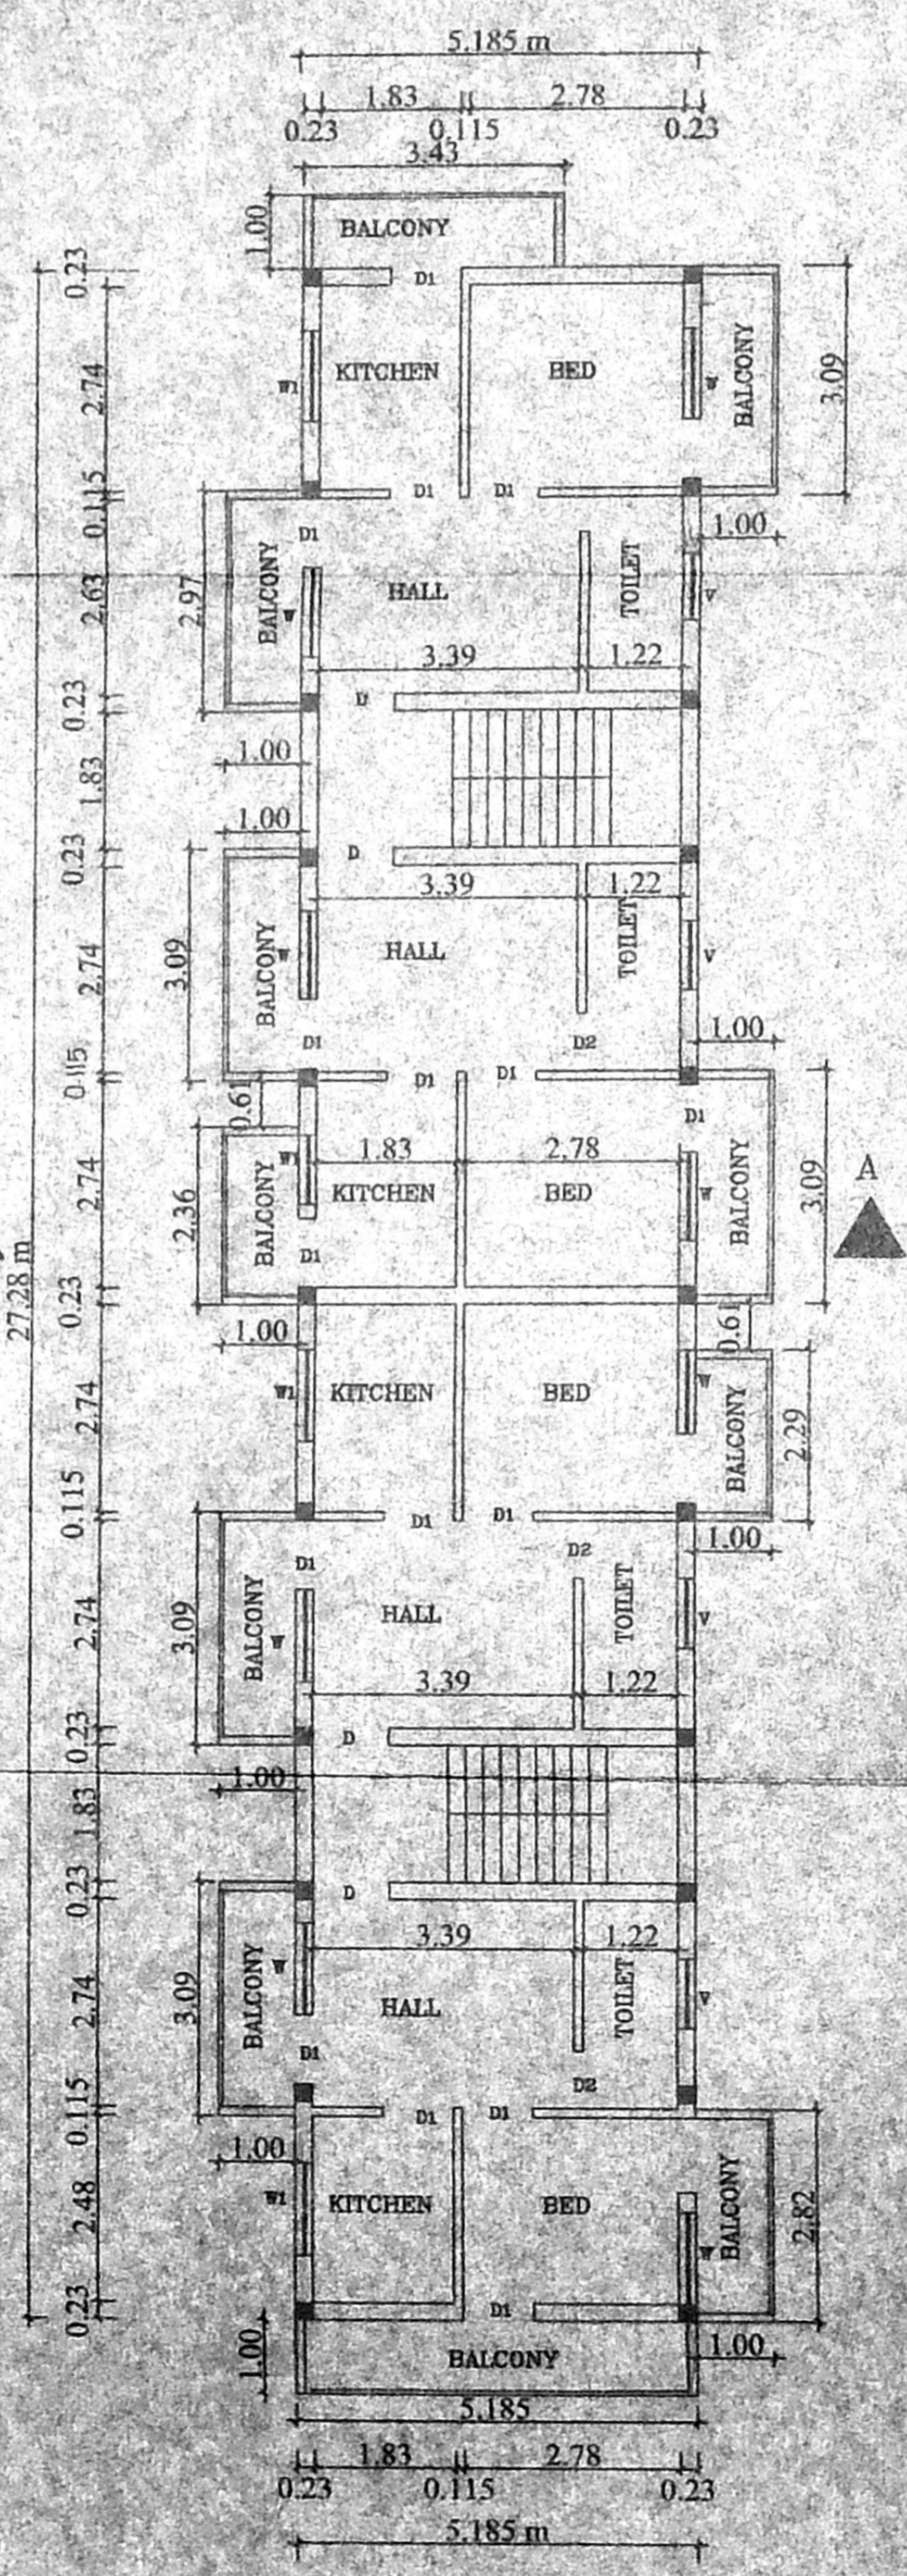 5.185 m
1.83 2.78
0.23 0.115 0.23
3.43
1.00
BALCONY
0.23
D1
2.74
W1
KITCHEN
BED
W
BALCONY
3.09
0.115
D1 D1
D1
1.00
2.63
2.97
BALCONY
W
HALL
TOILET
V
3.39 1.22
0.23
D
1.00
1.83
1.00
0.23
D
3.39 1.22
2.74
3.09
BALCONY
W
HALL
TOILET
V
1.00
D1 D2
0.115
D1 D1
0.61
D1
W1
1.83 2.78
2.74
2.36
BALCONY
KITCHEN
BED
W
BALCONY
3.09
A
D1
27.28 m
0.23
1.00
0.61
2.74
W1
KITCHEN
BED
W
BALCONY
2.29
0.115
D1 D1
1.00
D1 D2
2.74
3.09
BALCONY
W
HALL
TOILET
V
3.39 1.22
0.23
D
1.00
1.83
0.23
D
3.39 1.22
2.74
3.09
BALCONY
W
HALL
TOILET
V
D1 D2
0.115
D1 D1
1.00
2.48
W1
KITCHEN
BED
W
BALCONY
2.82
0.23
D1
1.00
BALCONY
1.00
5.185
1.83 2.78
0.23 0.115 0.23
5.185 m